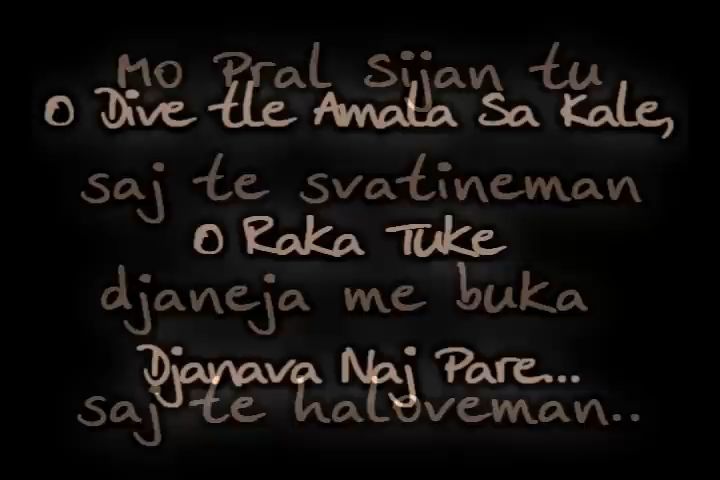 Mo Pral Sijan tu
O Dive tle Amala Sa Kale,
saj te svatineman
O Raka Tuke
djaneja me buka
Djanava Naj Pare...
saj te haloveman..